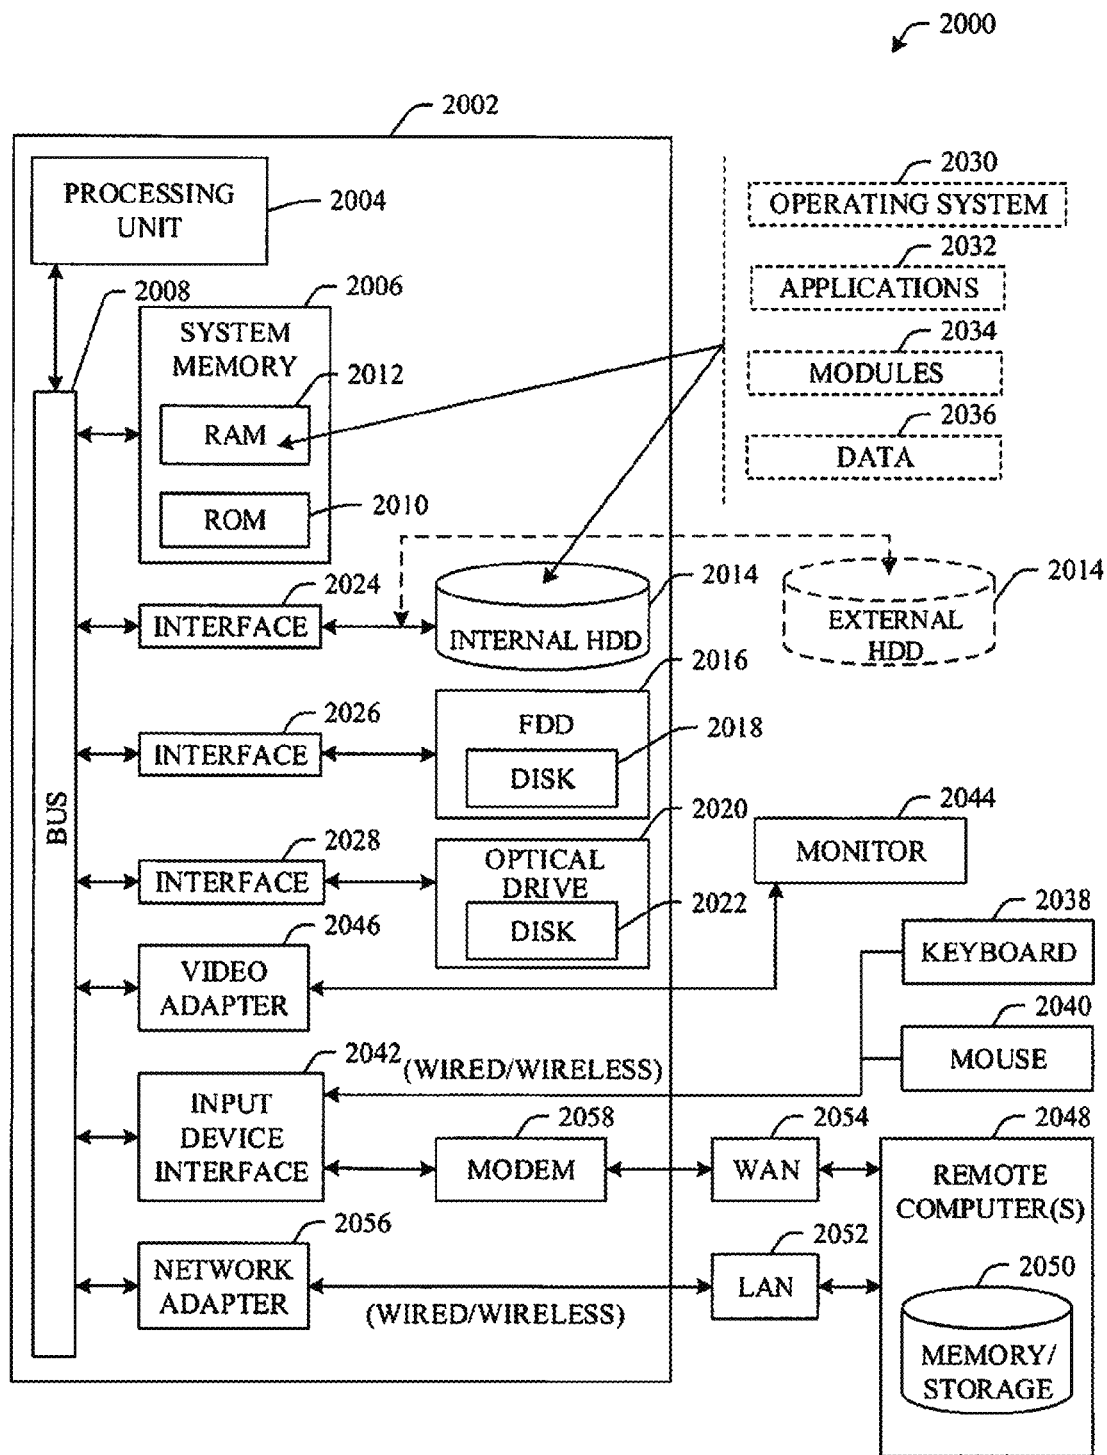 2000
2002
PROCESSING
UNIT
2004
2030
OPERATING SYSTEM
2032
APPLICATIONS
2034
MODULES
2036
DATA
2008
2006
SYSTEM
MEMORY
2012
RAM
2010
ROM
2024
INTERFACE
2014
INTERNAL HDD
2014
EXTERNAL
HDD
2016
FDD
2026
INTERFACE
2018
DISK
BUS
2020
OPTICAL
DRIVE
2028
INTERFACE
2022
DISK
2044
MONITOR
2046
VIDEO
ADAPTER
2038
KEYBOARD
2040
MOUSE
2042
(WIRED/WIRELESS)
INPUT
DEVICE
INTERFACE
2058
MODEM
2054
WAN
2048
REMOTE
COMPUTER(S)
2056
NETWORK
ADAPTER
(WIRED/WIRELESS)
2052
LAN
2050
MEMORY/
STORAGE